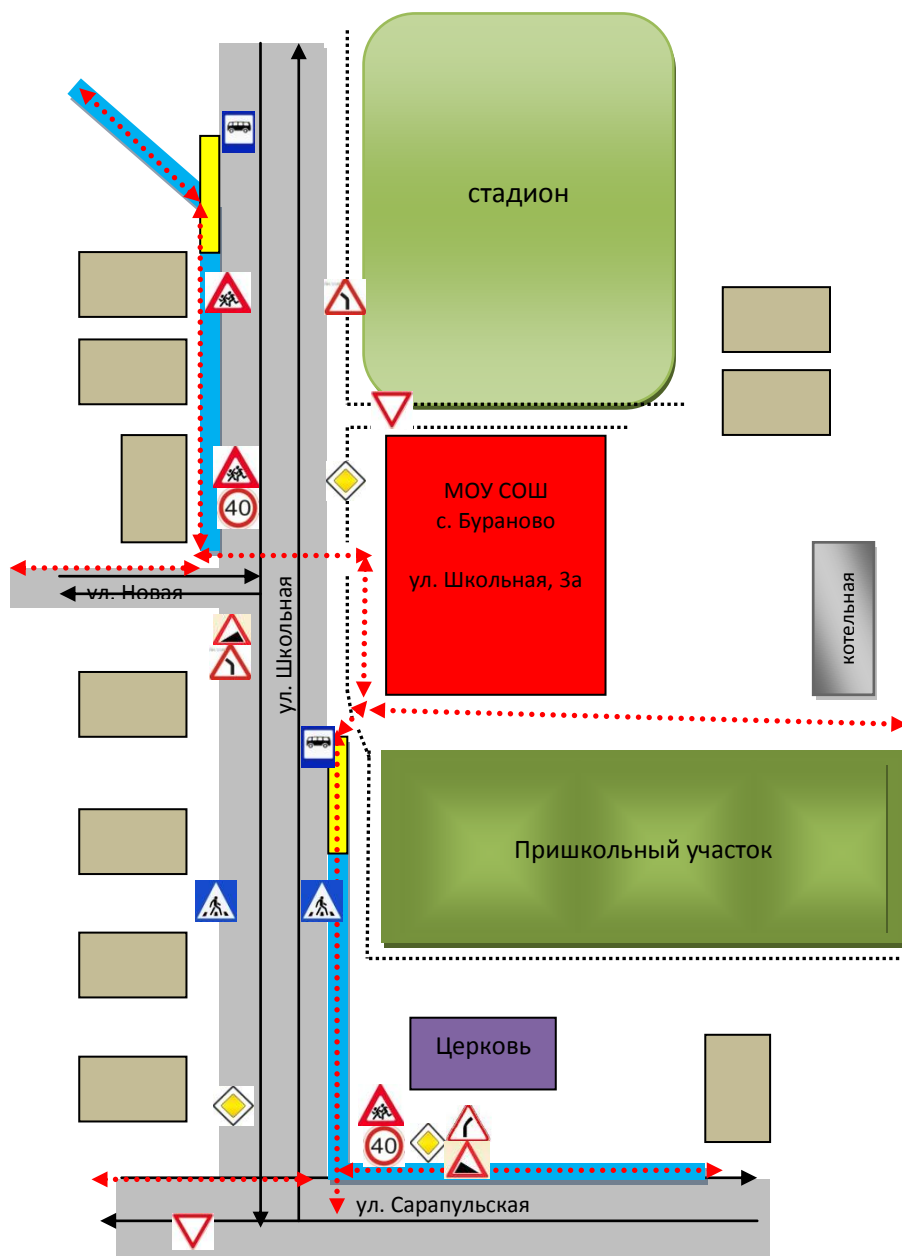 стадион
МОУ СОШ
с. Бураново
ул. Школьная, 3а
40
ул. Новая
ул. Школьная
котельная
Пришкольный участок
Церковь
40
ул. Сарапульская